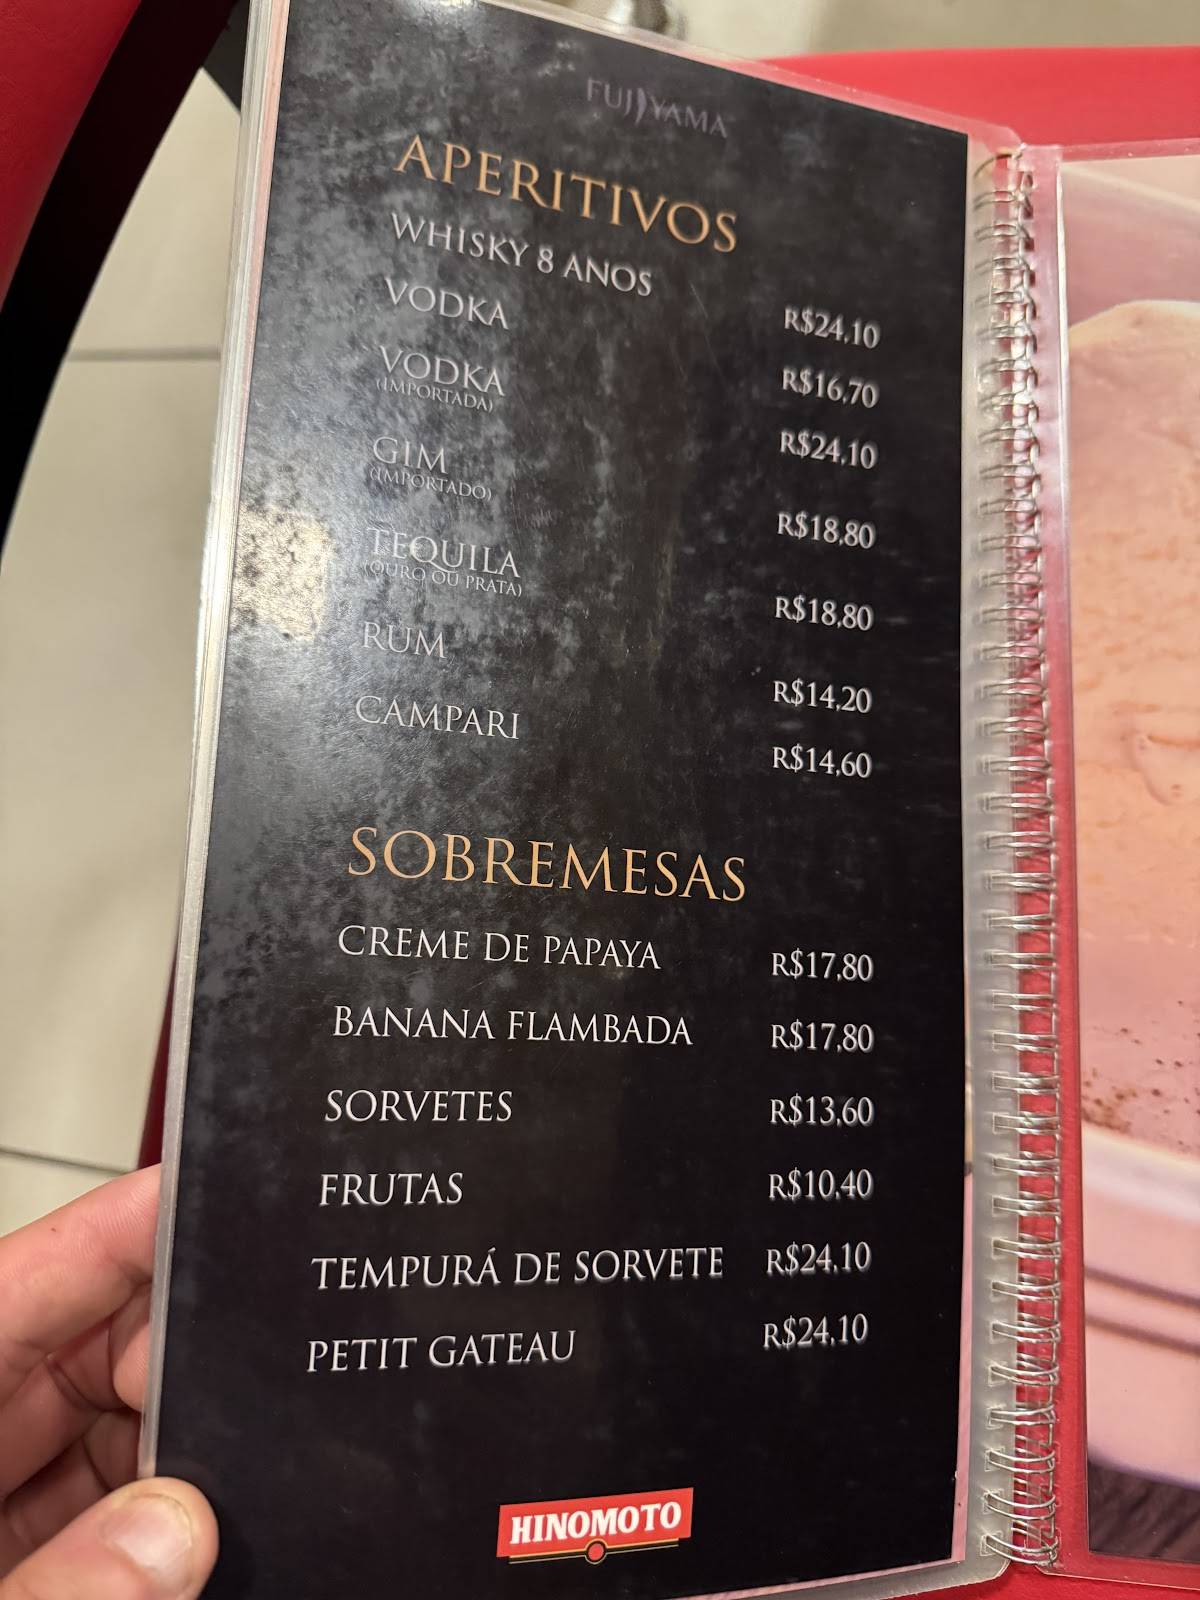 FUJIYAMA
APERITIVOS
WHISKY 8 ANOS R$24,10
VODKA R$16,70
VODKA R$24,10
(IMPORTADA)
GIM R$18,80
(IMPORTADO)
TEQUILA R$18,80
(OURO OU PRATA)
RUM R$14,20
CAMPARI R$14,60
SOBREMESAS
CREME DE PAPAYA R$17,80
BANANA FLAMBADA R$17,80
SORVETES R$13,60
FRUTAS R$10,40
TEMPURÁ DE SORVETE R$24,10
PETIT GATEAU R$24,10
HINOMOTO